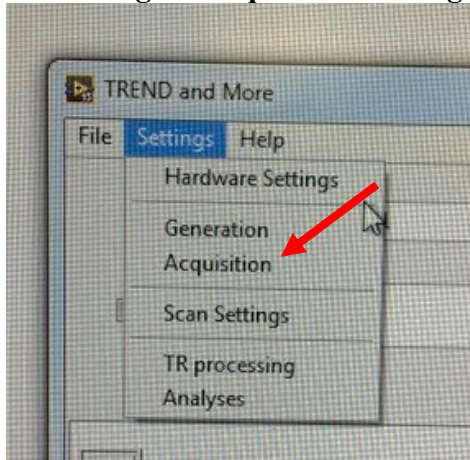 TREND and More
File Settings Help
Hardware Settings
Generation
Acquisition
Scan Settings
TR processing
Analyses